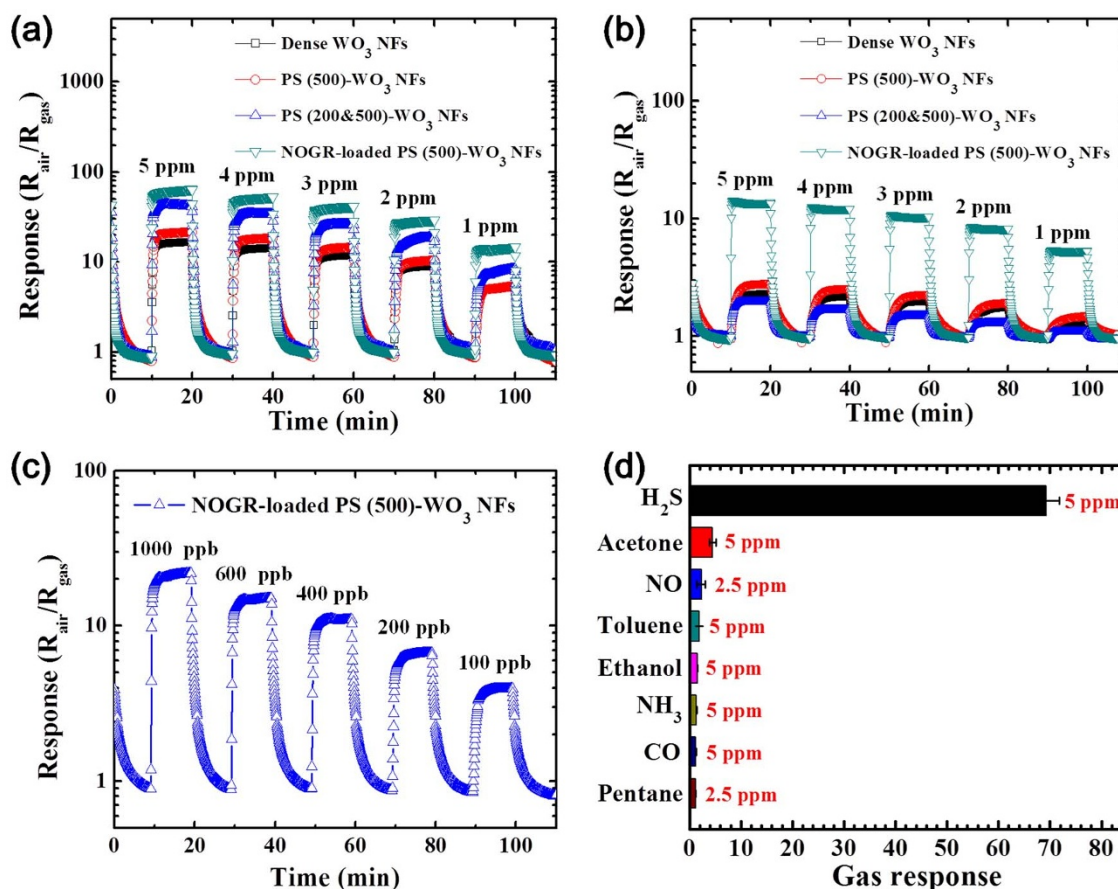 (a)
Dense WO₃ NFs
PS (500)-WO₃ NFs
PS (200&500)-WO₃ NFs
NOGR-loaded PS (500)-WO₃ NFs
5 ppm
4 ppm
3 ppm
2 ppm
1 ppm
Response (R_air/R_gas)
1000
100
10
1
0 20 40 60 80 100
Time (min)
(b)
Dense WO₃ NFs
PS (500)-WO₃ NFs
PS (200&500)-WO₃ NFs
NOGR-loaded PS (500)-WO₃ NFs
5 ppm
4 ppm
3 ppm
2 ppm
1 ppm
Response (R_air/R_gas)
100
10
1
0 20 40 60 80 100
Time (min)
(c)
NOGR-loaded PS (500)-WO₃ NFs
1000 ppb
600 ppb
400 ppb
200 ppb
100 ppb
Response (R_air/R_gas)
100
10
1
0 20 40 60 80 100
Time (min)
(d)
H₂S 5 ppm
Acetone 5 ppm
NO 2.5 ppm
Toluene 5 ppm
Ethanol 5 ppm
NH₃ 5 ppm
CO 5 ppm
Pentane 2.5 ppm
0 10 20 30 40 50 60 70 80
Gas response